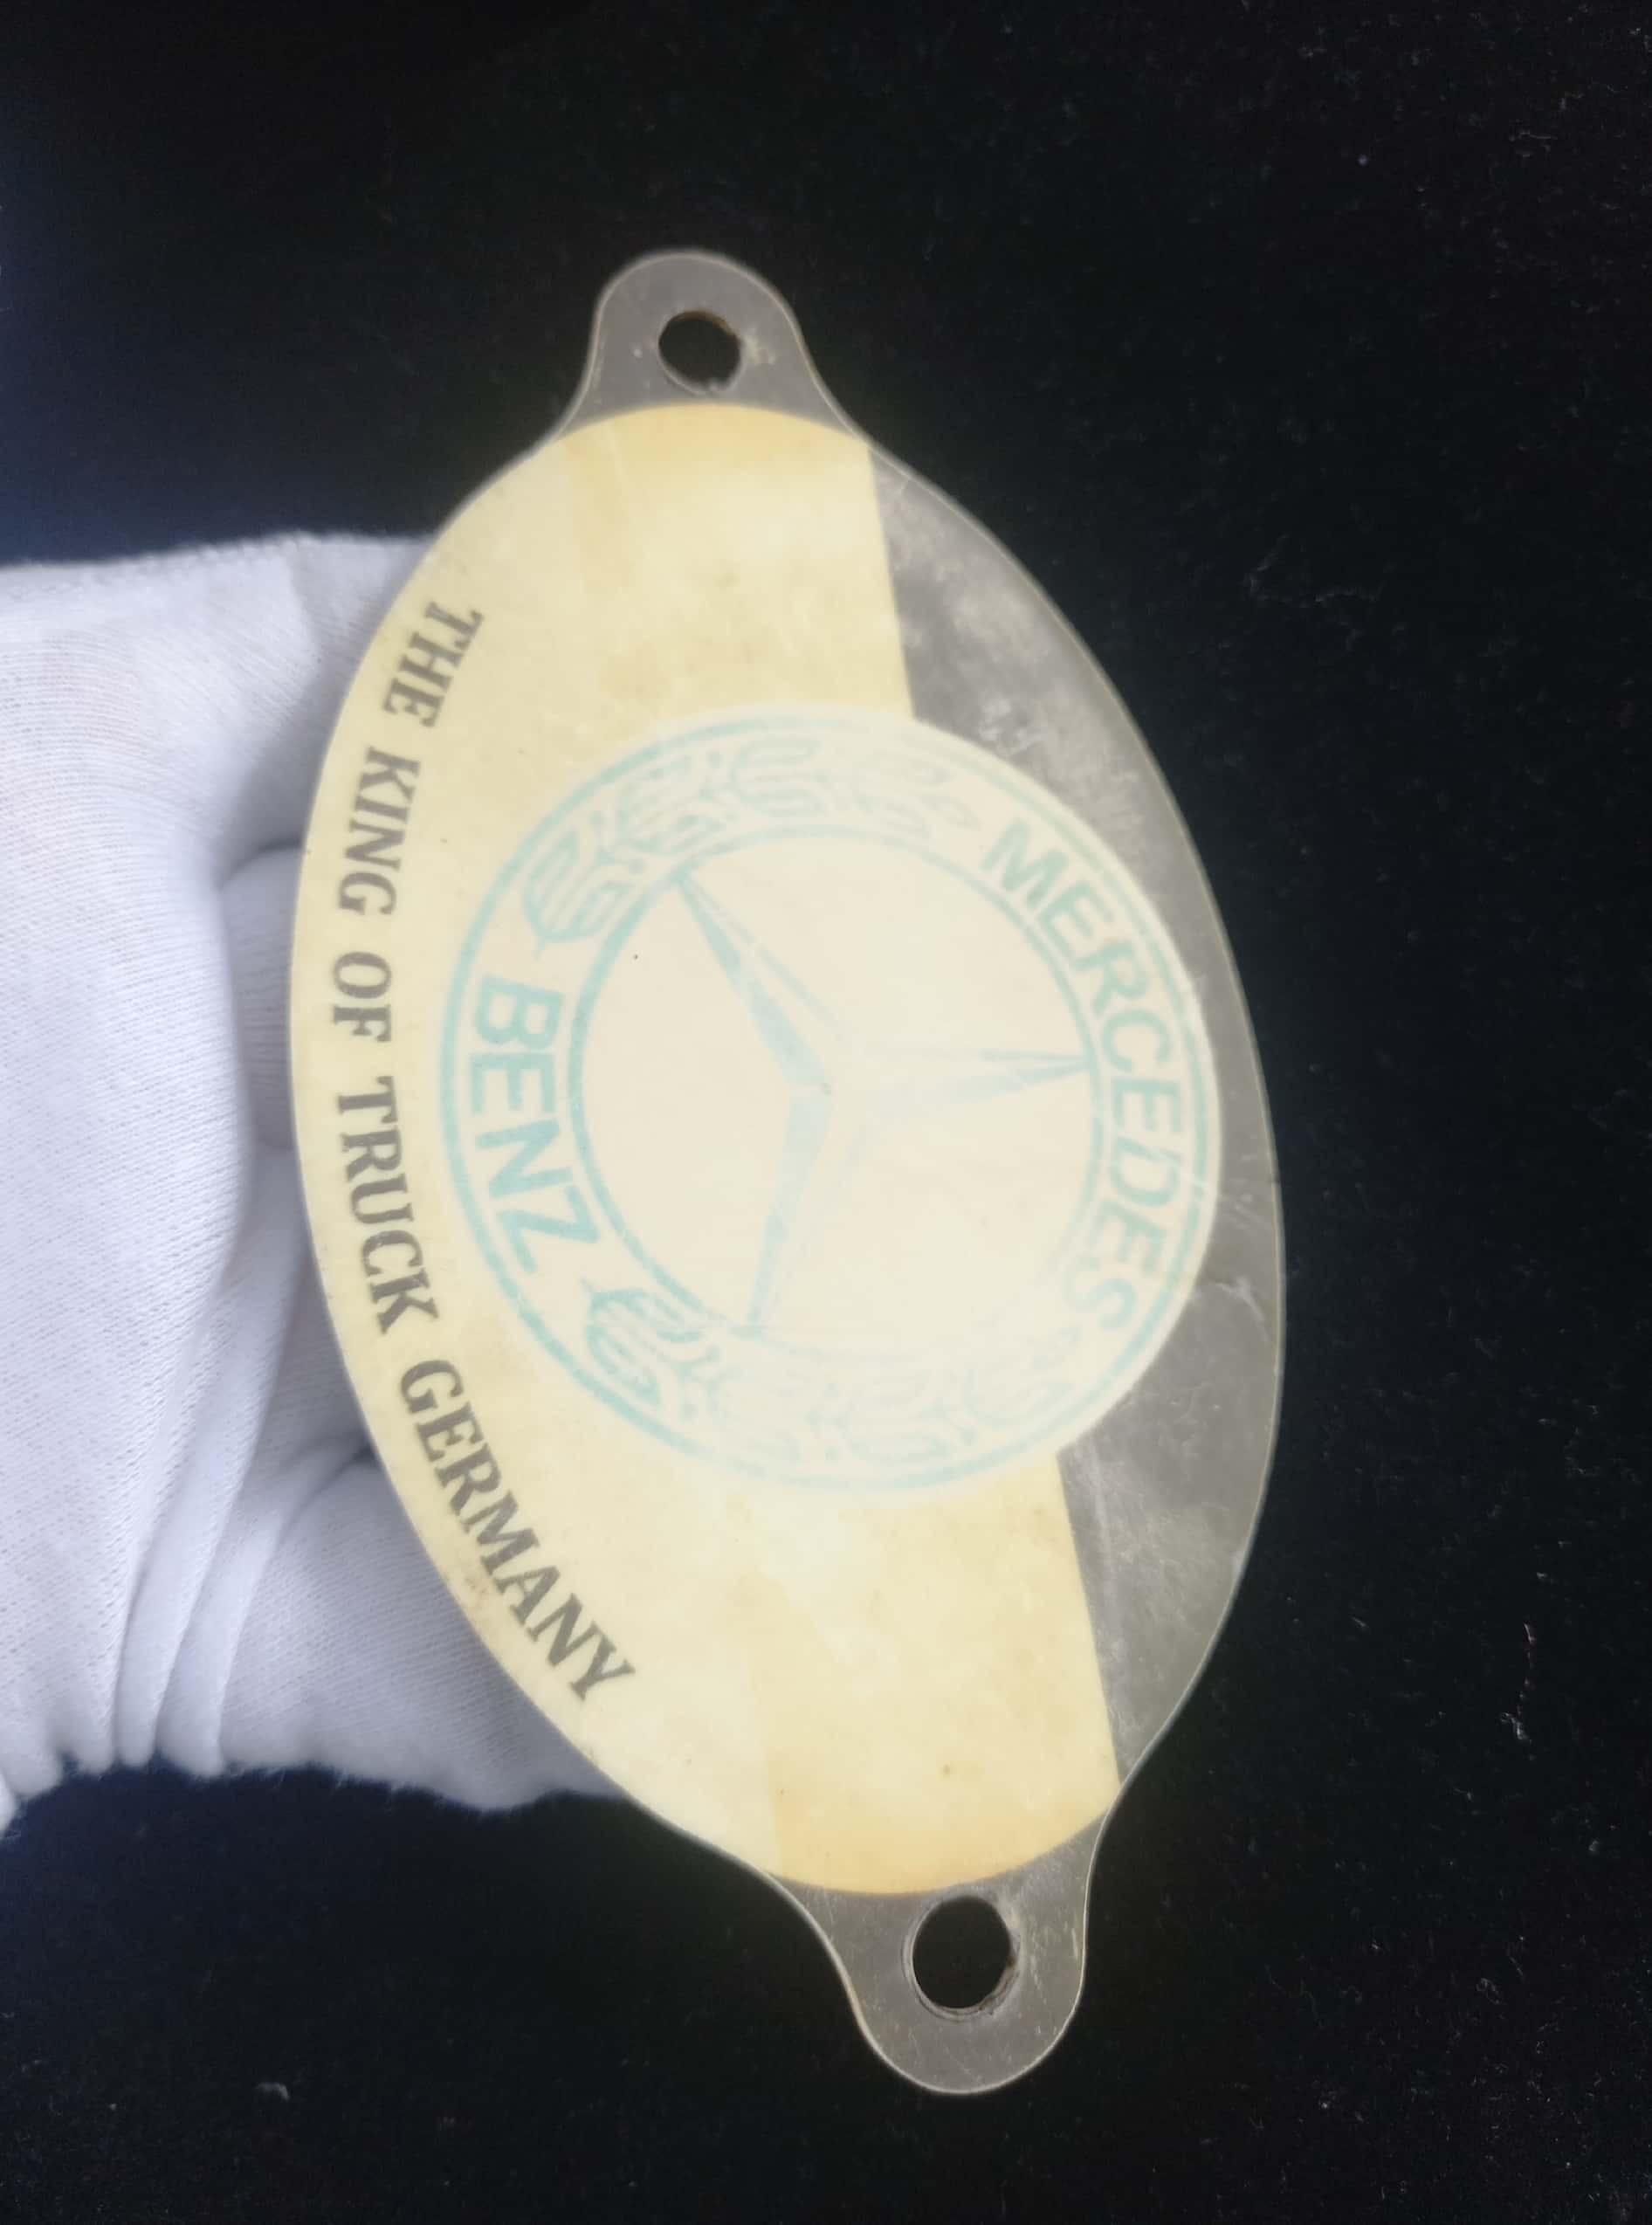 MERCEDES
BENZ
THE KING OF TRUCK GERMANY